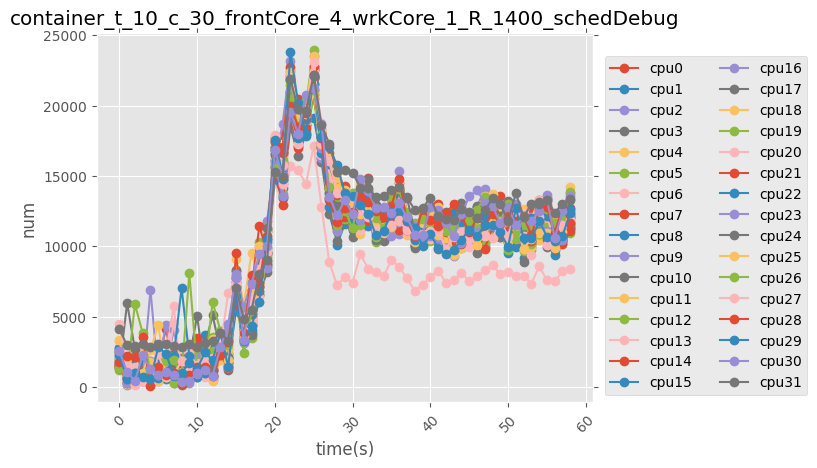 container_t_10_c_30_frontCore_4_wrkCore_1_R_1400_schedDebug
25000
20000
15000
10000
5000
0
num
0
10
20
30
40
50
60
time(s)
cpu0
cpu1
cpu2
cpu3
cpu4
cpu5
cpu6
cpu7
cpu8
cpu9
cpu10
cpu11
cpu12
cpu13
cpu14
cpu15
cpu16
cpu17
cpu18
cpu19
cpu20
cpu21
cpu22
cpu23
cpu24
cpu25
cpu26
cpu27
cpu28
cpu29
cpu30
cpu31